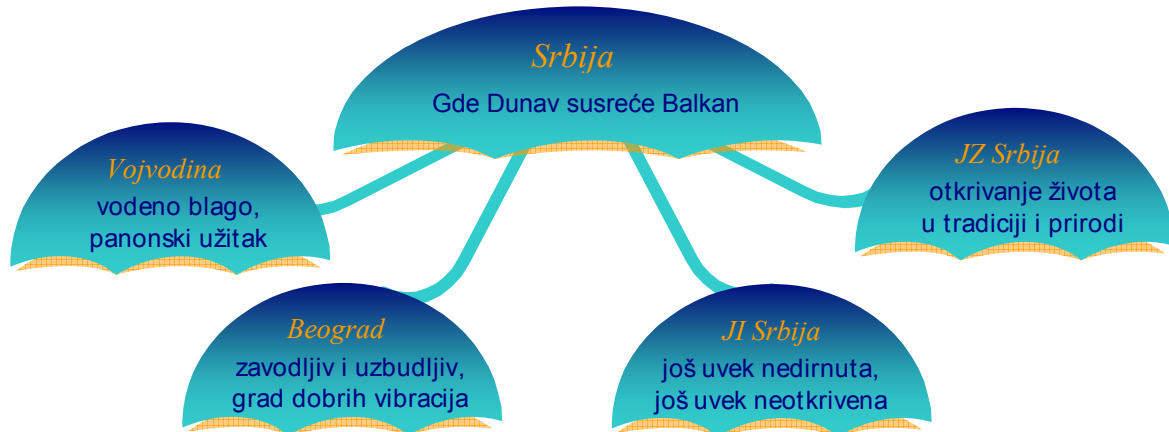 Srbija
Gde Dunav susreće Balkan
Vojvodina
vodeno blago,
panonski užitak
JZ Srbija
otkrivanje života
u tradiciji i prirodi
Beograd
zavodljiv i uzbudljiv,
grad dobrih vibracija
JI Srbija
još uvek nedirnuta,
još uvek neotkrivena